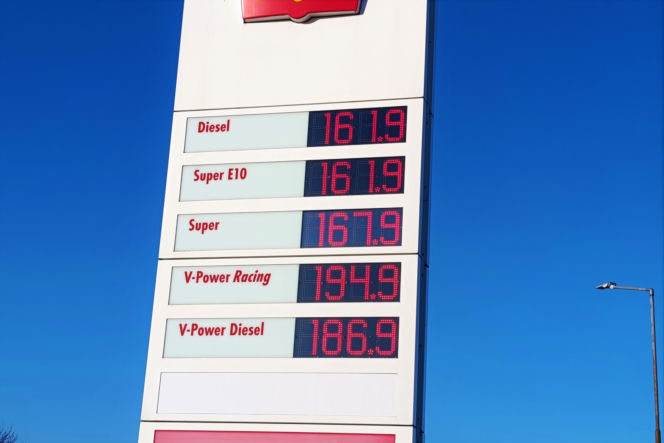 Diesel 161.9
Super E10 161.9
Super 167.9
V-Power Racing 194.9
V-Power Diesel 186.9